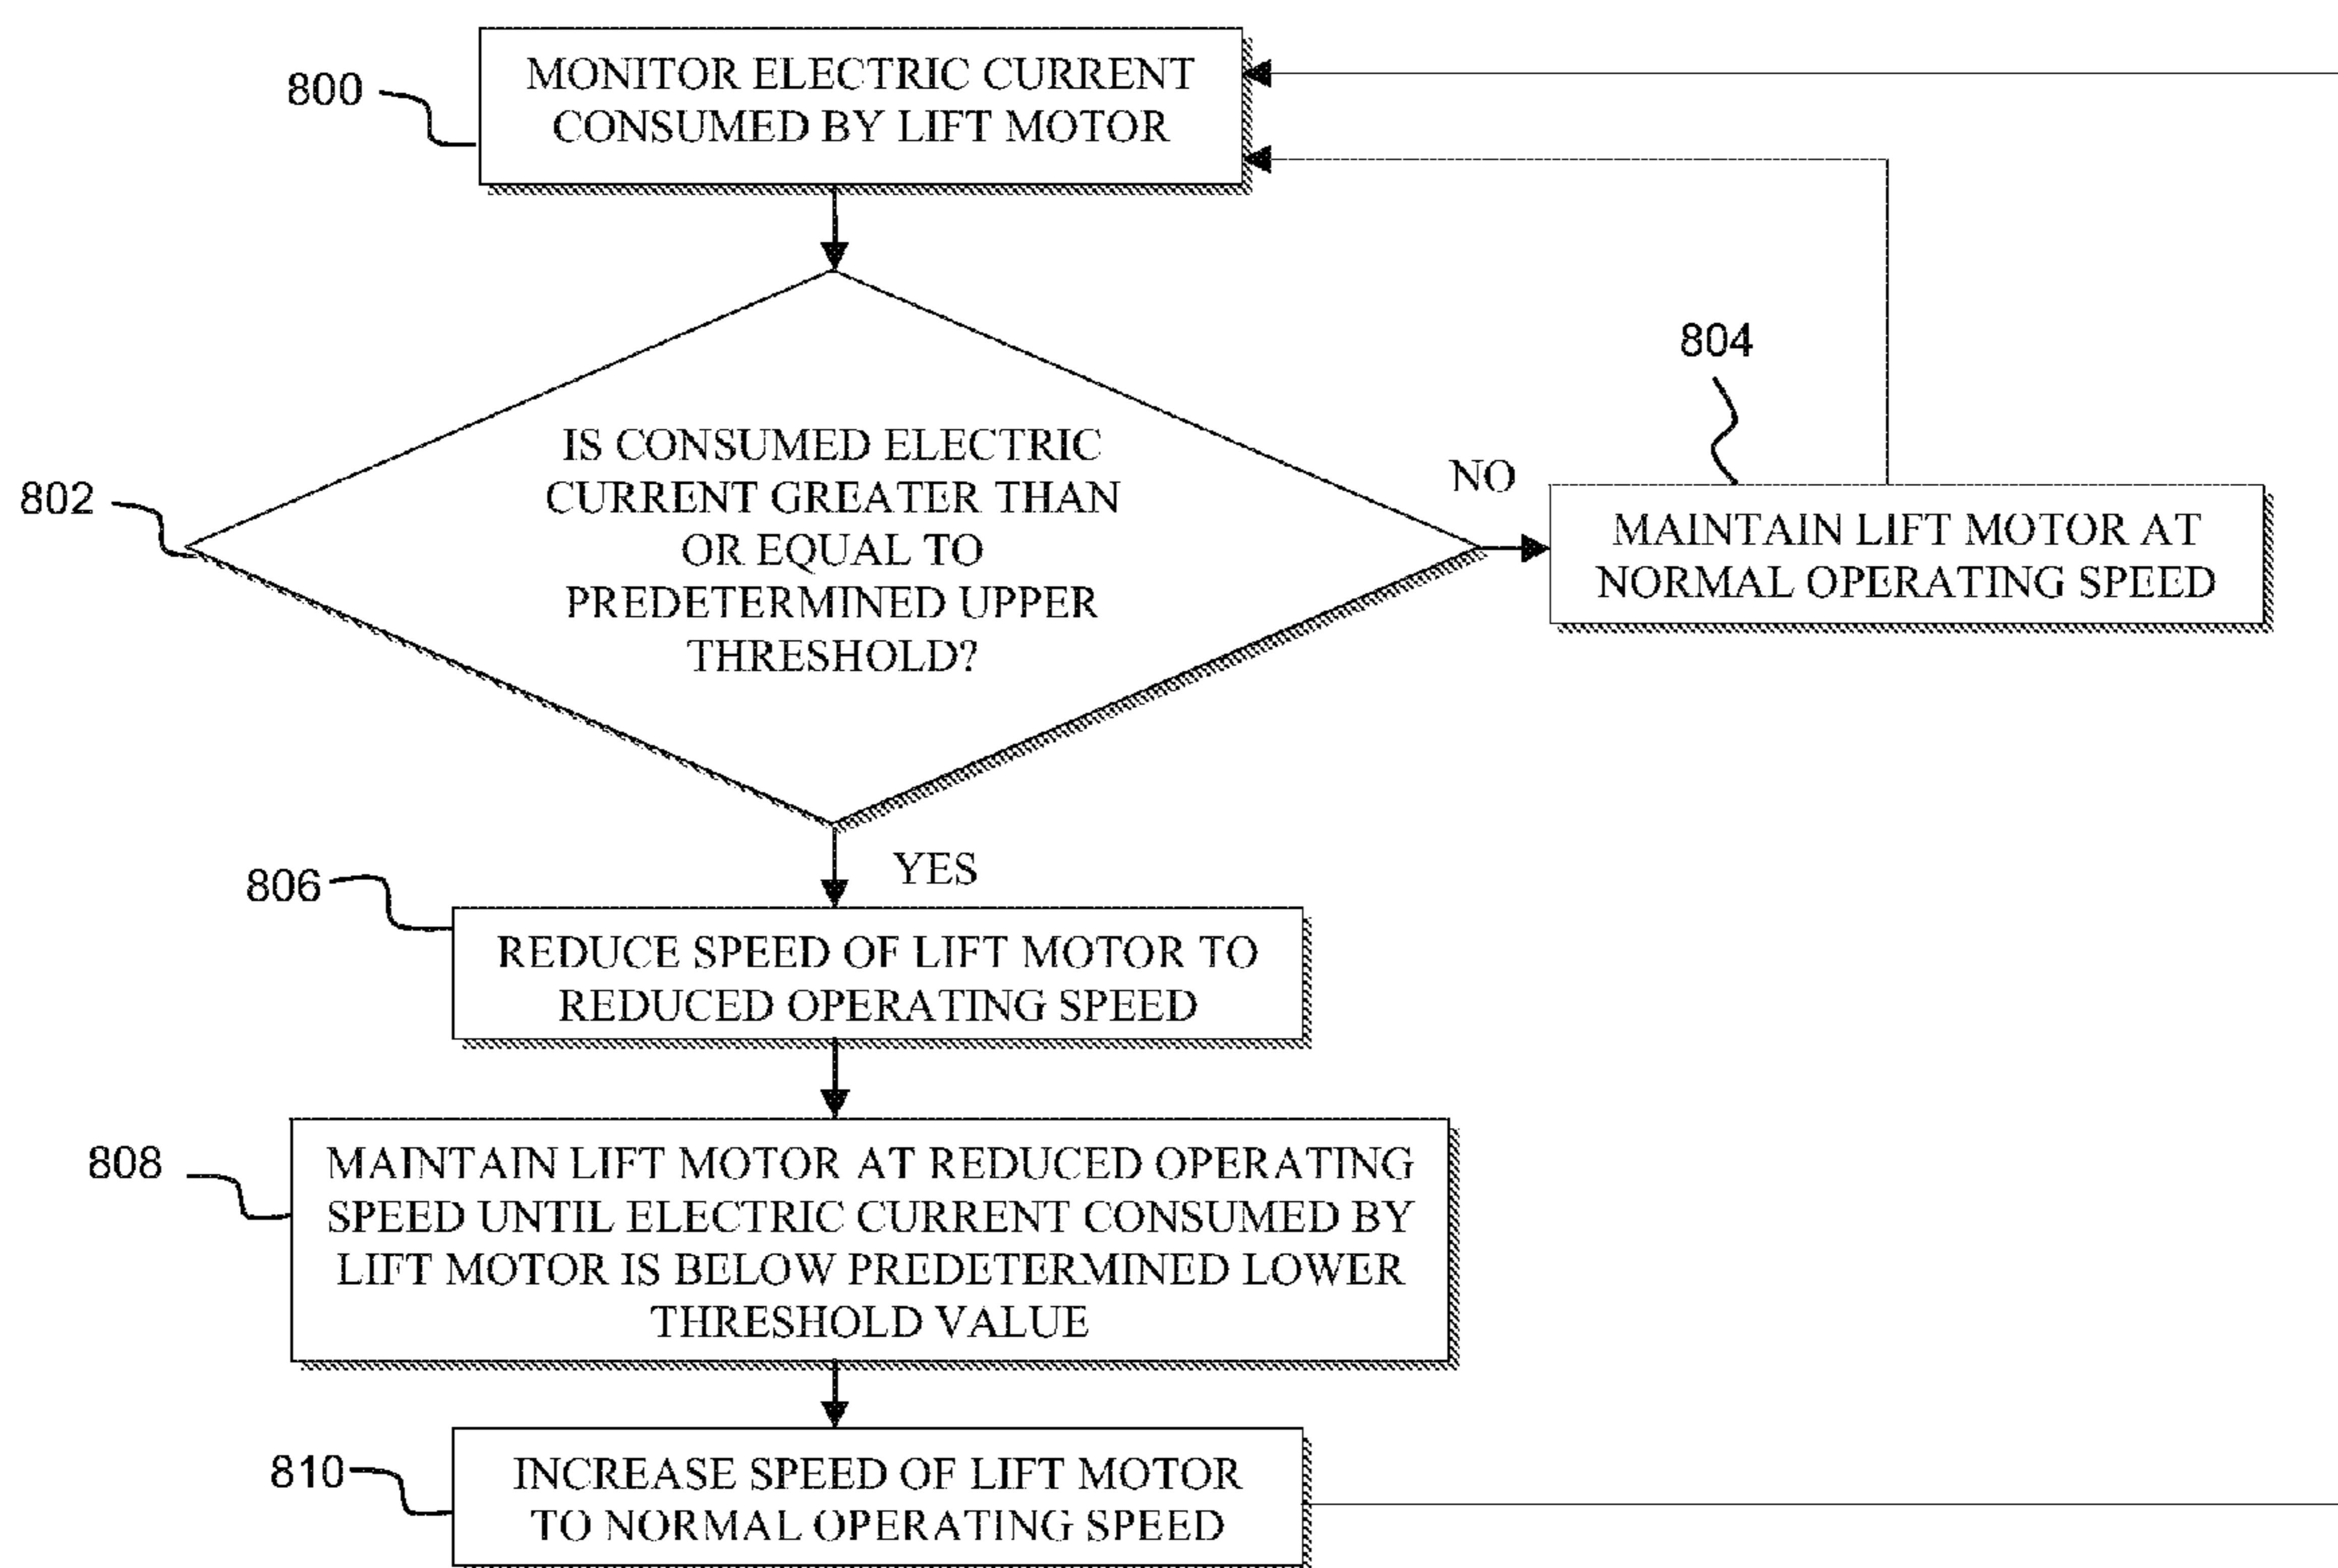 800
MONITOR ELECTRIC CURRENT
CONSUMED BY LIFT MOTOR
802
IS CONSUMED ELECTRIC
CURRENT GREATER THAN
OR EQUAL TO
PREDETERMINED UPPER
THRESHOLD?
NO
804
MAINTAIN LIFT MOTOR AT
NORMAL OPERATING SPEED
YES
806
REDUCE SPEED OF LIFT MOTOR TO
REDUCED OPERATING SPEED
808
MAINTAIN LIFT MOTOR AT REDUCED OPERATING
SPEED UNTIL ELECTRIC CURRENT CONSUMED BY
LIFT MOTOR IS BELOW PREDETERMINED LOWER
THRESHOLD VALUE
810
INCREASE SPEED OF LIFT MOTOR
TO NORMAL OPERATING SPEED